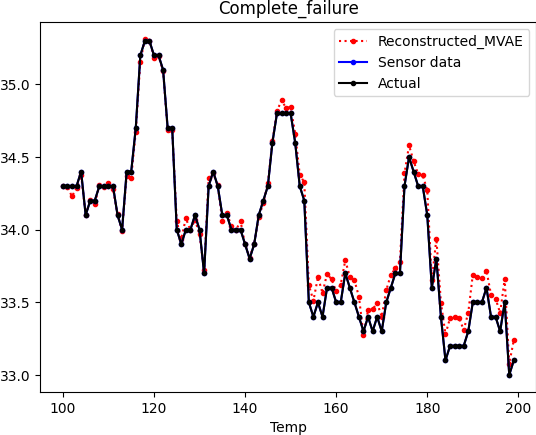 Complete_failure
Reconstructed_MVAE
Sensor data
Actual
35.0
34.5
34.0
33.5
33.0
100 120 140 160 180 200
Temp